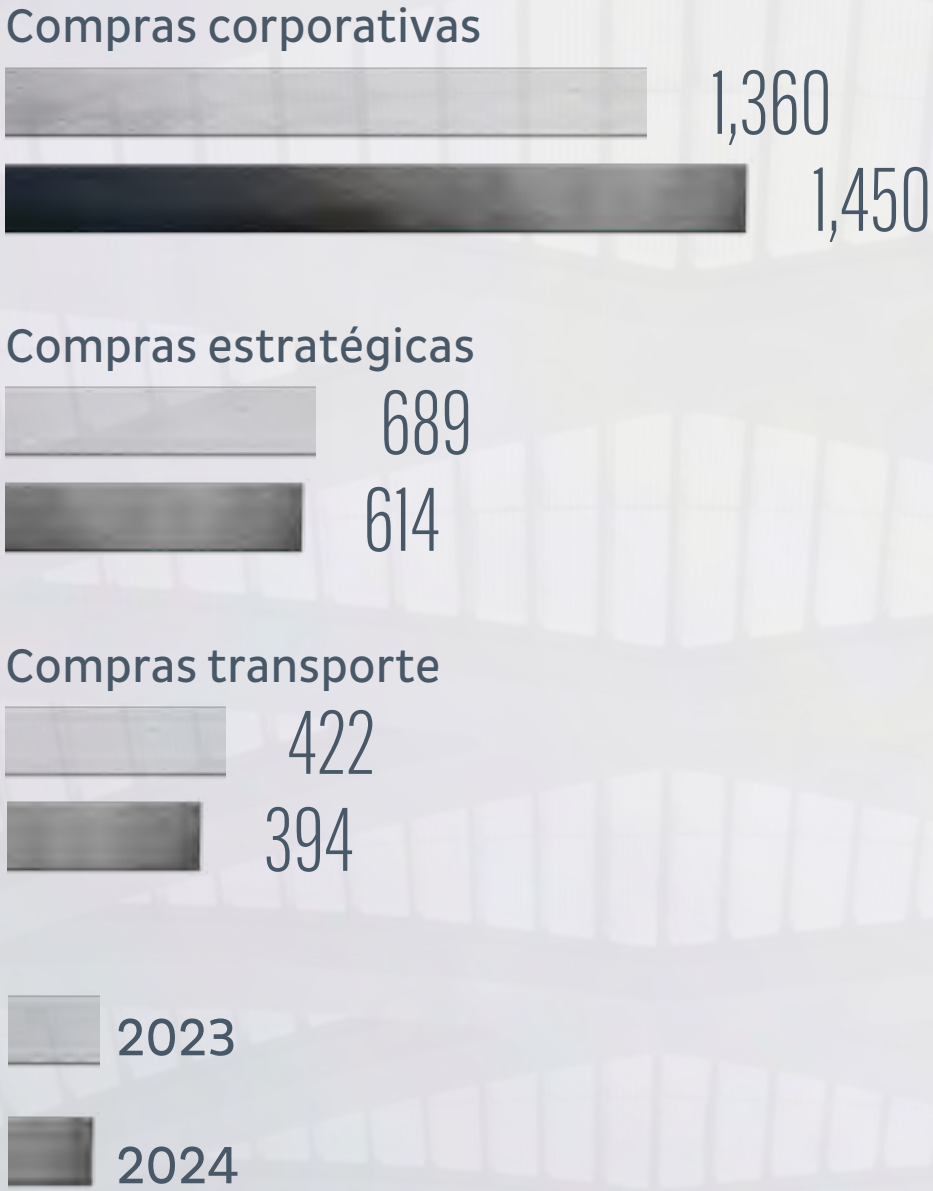 Compras corporativas
1,360
1,450
Compras estratégicas
689
614
Compras transporte
422
394
2023
2024